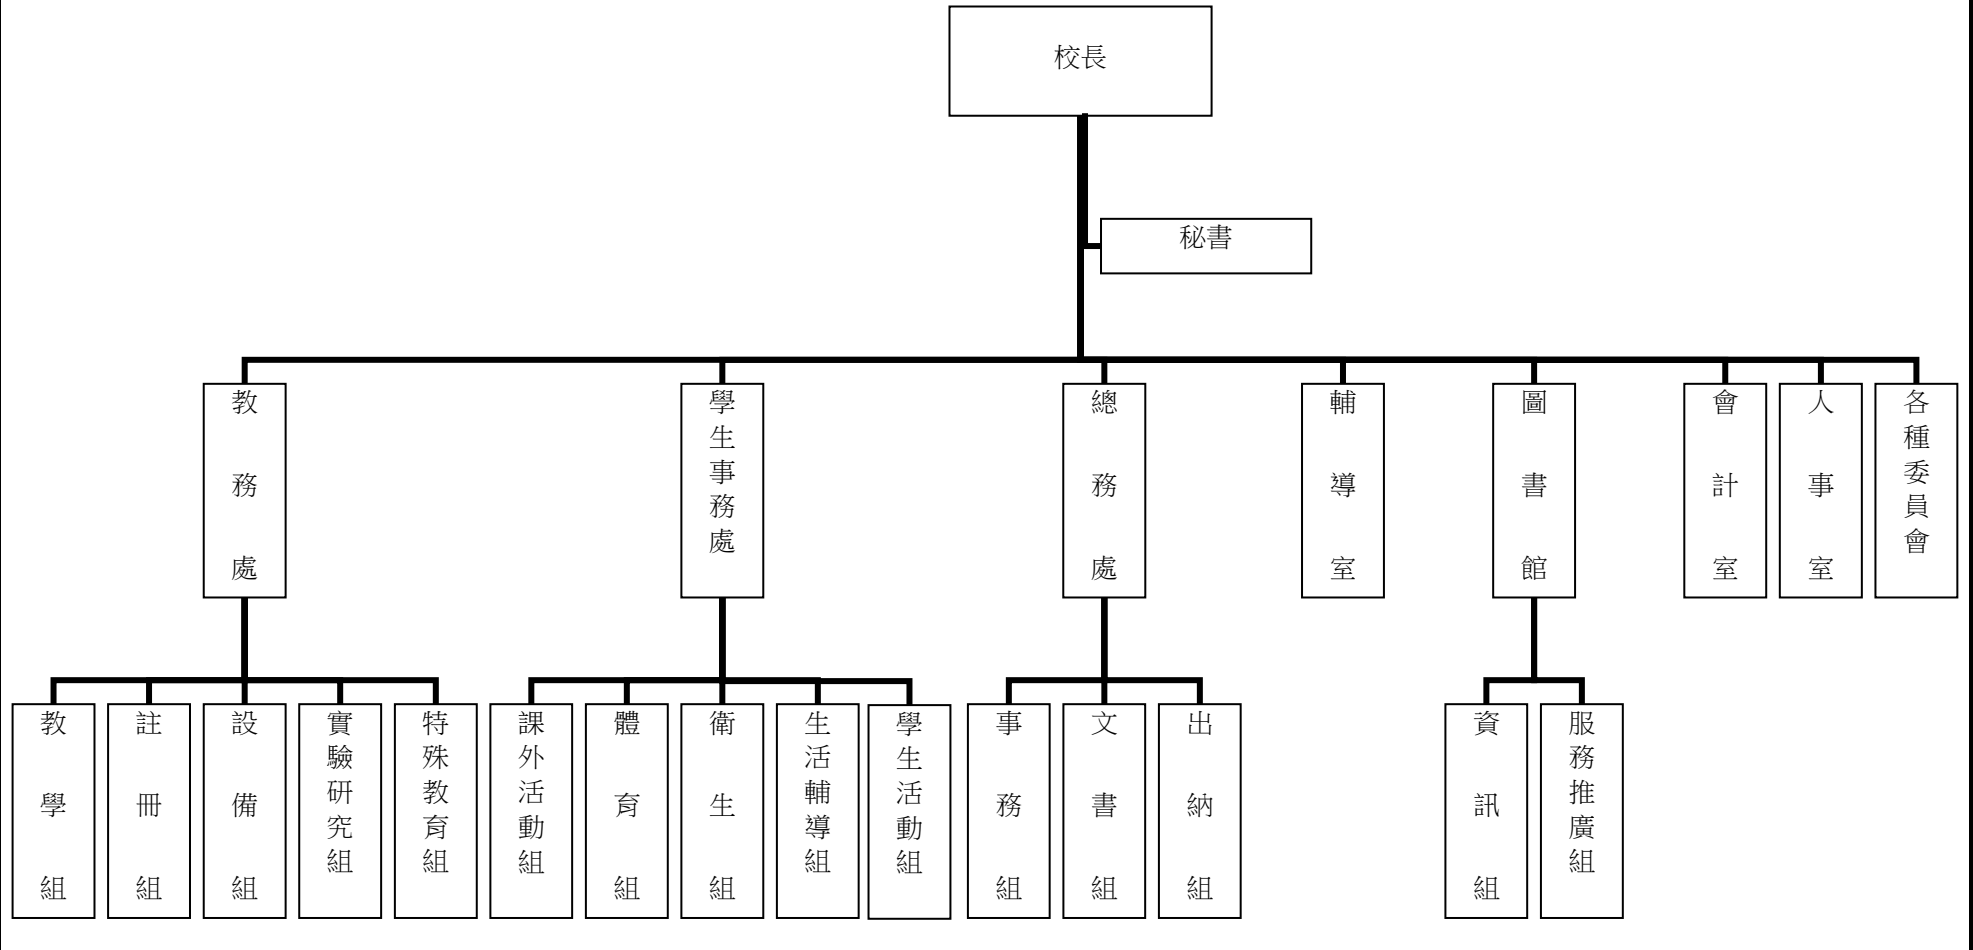 校長
秘書
教務處
學生事務處
總務處
輔導室
圖書館
會計室
人事室
各種委員會
教學組
註冊組
設備組
實驗研究組
特殊教育組
課外活動組
體育組
衛生組
生活輔導組
學生活動組
事務組
文書組
出納組
資訊組
服務推廣組